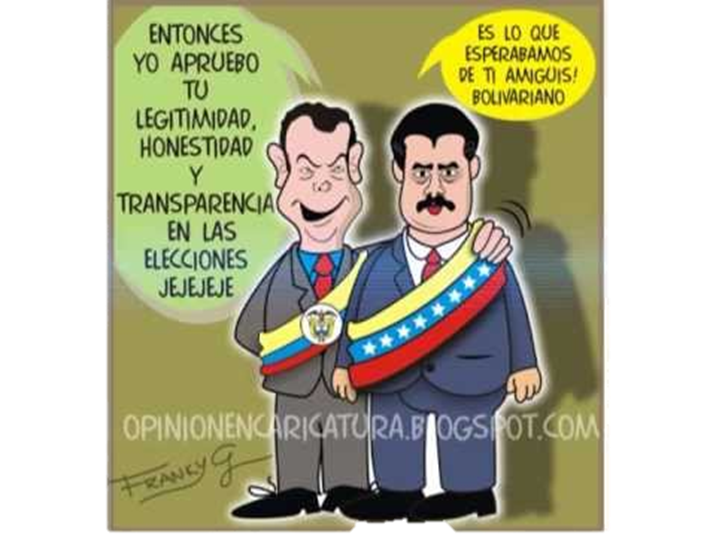 ENTONCES
YO APRUEBO
TU
LEGITIMIDAD,
HONESTIDAD
Y
TRANSPARENCIA
EN LAS
ELECCIONES
JEJEJEJE
ES LO QUE
ESPERABAMOS
DE TI AMIGÜIS!
BOLIVARIANO
OPINIONENCARICATURA.BLOGSPOT.COM
FRANKY G